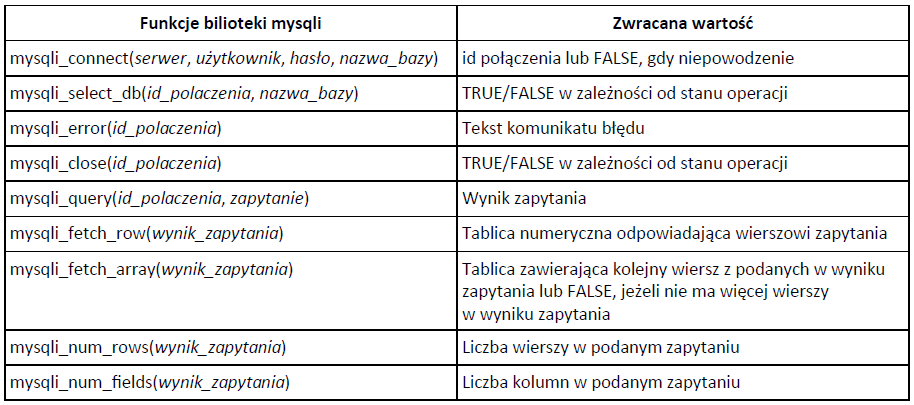 Funkcje bilioteki mysqli Zwracana wartość
mysqli_connect(serwer, użytkownik, hasło, nazwa_bazy) id połączenia lub FALSE, gdy niepowodzenie
mysqli_select_db(id_polaczenia, nazwa_bazy) TRUE/FALSE w zależności od stanu operacji
mysqli_error(id_polaczenia) Tekst komunikatu błędu
mysqli_close(id_polaczenia) TRUE/FALSE w zależności od stanu operacji
mysqli_query(id_polaczenia, zapytanie) Wynik zapytania
mysqli_fetch_row(wynik_zapytania) Tablica numeryczna odpowiadająca wierszowi zapytania
mysqli_fetch_array(wynik_zapytania) Tablica zawierająca kolejny wiersz z podanych w wyniku
zapytania lub FALSE, jeżeli nie ma więcej wierszy
w wyniku zapytania
mysqli_num_rows(wynik_zapytania) Liczba wierszy w podanym zapytaniu
mysqli_num_fields(wynik_zapytania) Liczba kolumn w podanym zapytaniu